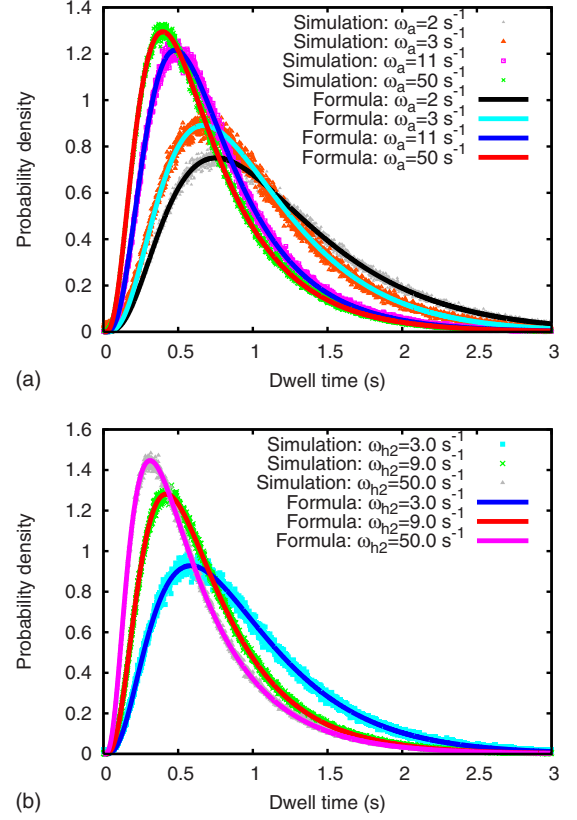 1.4
1.2
1
0.8
0.6
0.4
0.2
0
0 0.5 1 1.5 2 2.5 3
Probability density
Dwell time (s)
Simulation: ωa=2 s-1
Simulation: ωa=3 s-1
Simulation: ωa=11 s-1
Simulation: ωa=50 s-1
Formula: ωa=2 s-1
Formula: ωa=3 s-1
Formula: ωa=11 s-1
Formula: ωa=50 s-1
(a)
1.6
1.4
1.2
1
0.8
0.6
0.4
0.2
0
0 0.5 1 1.5 2 2.5 3
Probability density
Dwell time (s)
Simulation: ωh2=3.0 s-1
Simulation: ωh2=9.0 s-1
Simulation: ωh2=50.0 s-1
Formula: ωh2=3.0 s-1
Formula: ωh2=9.0 s-1
Formula: ωh2=50.0 s-1
(b)